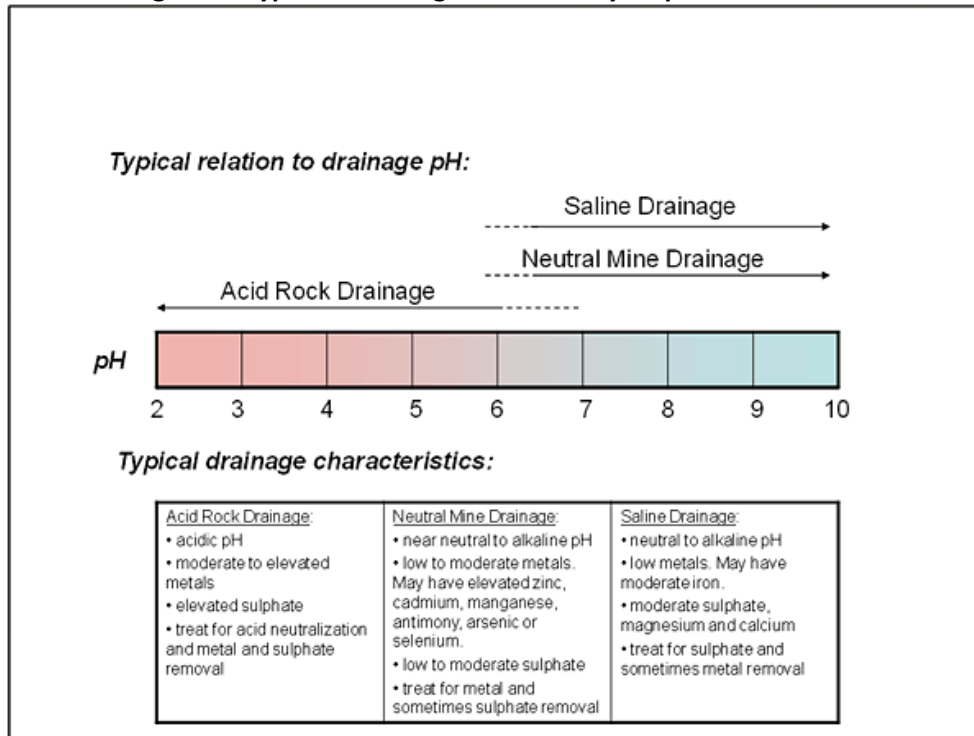 Typical relation to drainage pH:
Saline Drainage
Neutral Mine Drainage
Acid Rock Drainage
pH
2 3 4 5 6 7 8 9 10
Typical drainage characteristics:
Acid Rock Drainage:
• acidic pH
• moderate to elevated
metals
• elevated sulphate
• treat for acid neutralization
and metal and sulphate
removal
Neutral Mine Drainage:
• near neutral to alkaline pH
• low to moderate metals.
May have elevated zinc,
cadmium, manganese,
antimony, arsenic or
selenium.
• low to moderate sulphate
• treat for metal and
sometimes sulphate removal
Saline Drainage:
• neutral to alkaline pH
• low metals. May have
moderate iron.
• moderate sulphate,
magnesium and calcium
• treat for sulphate and
sometimes metal removal